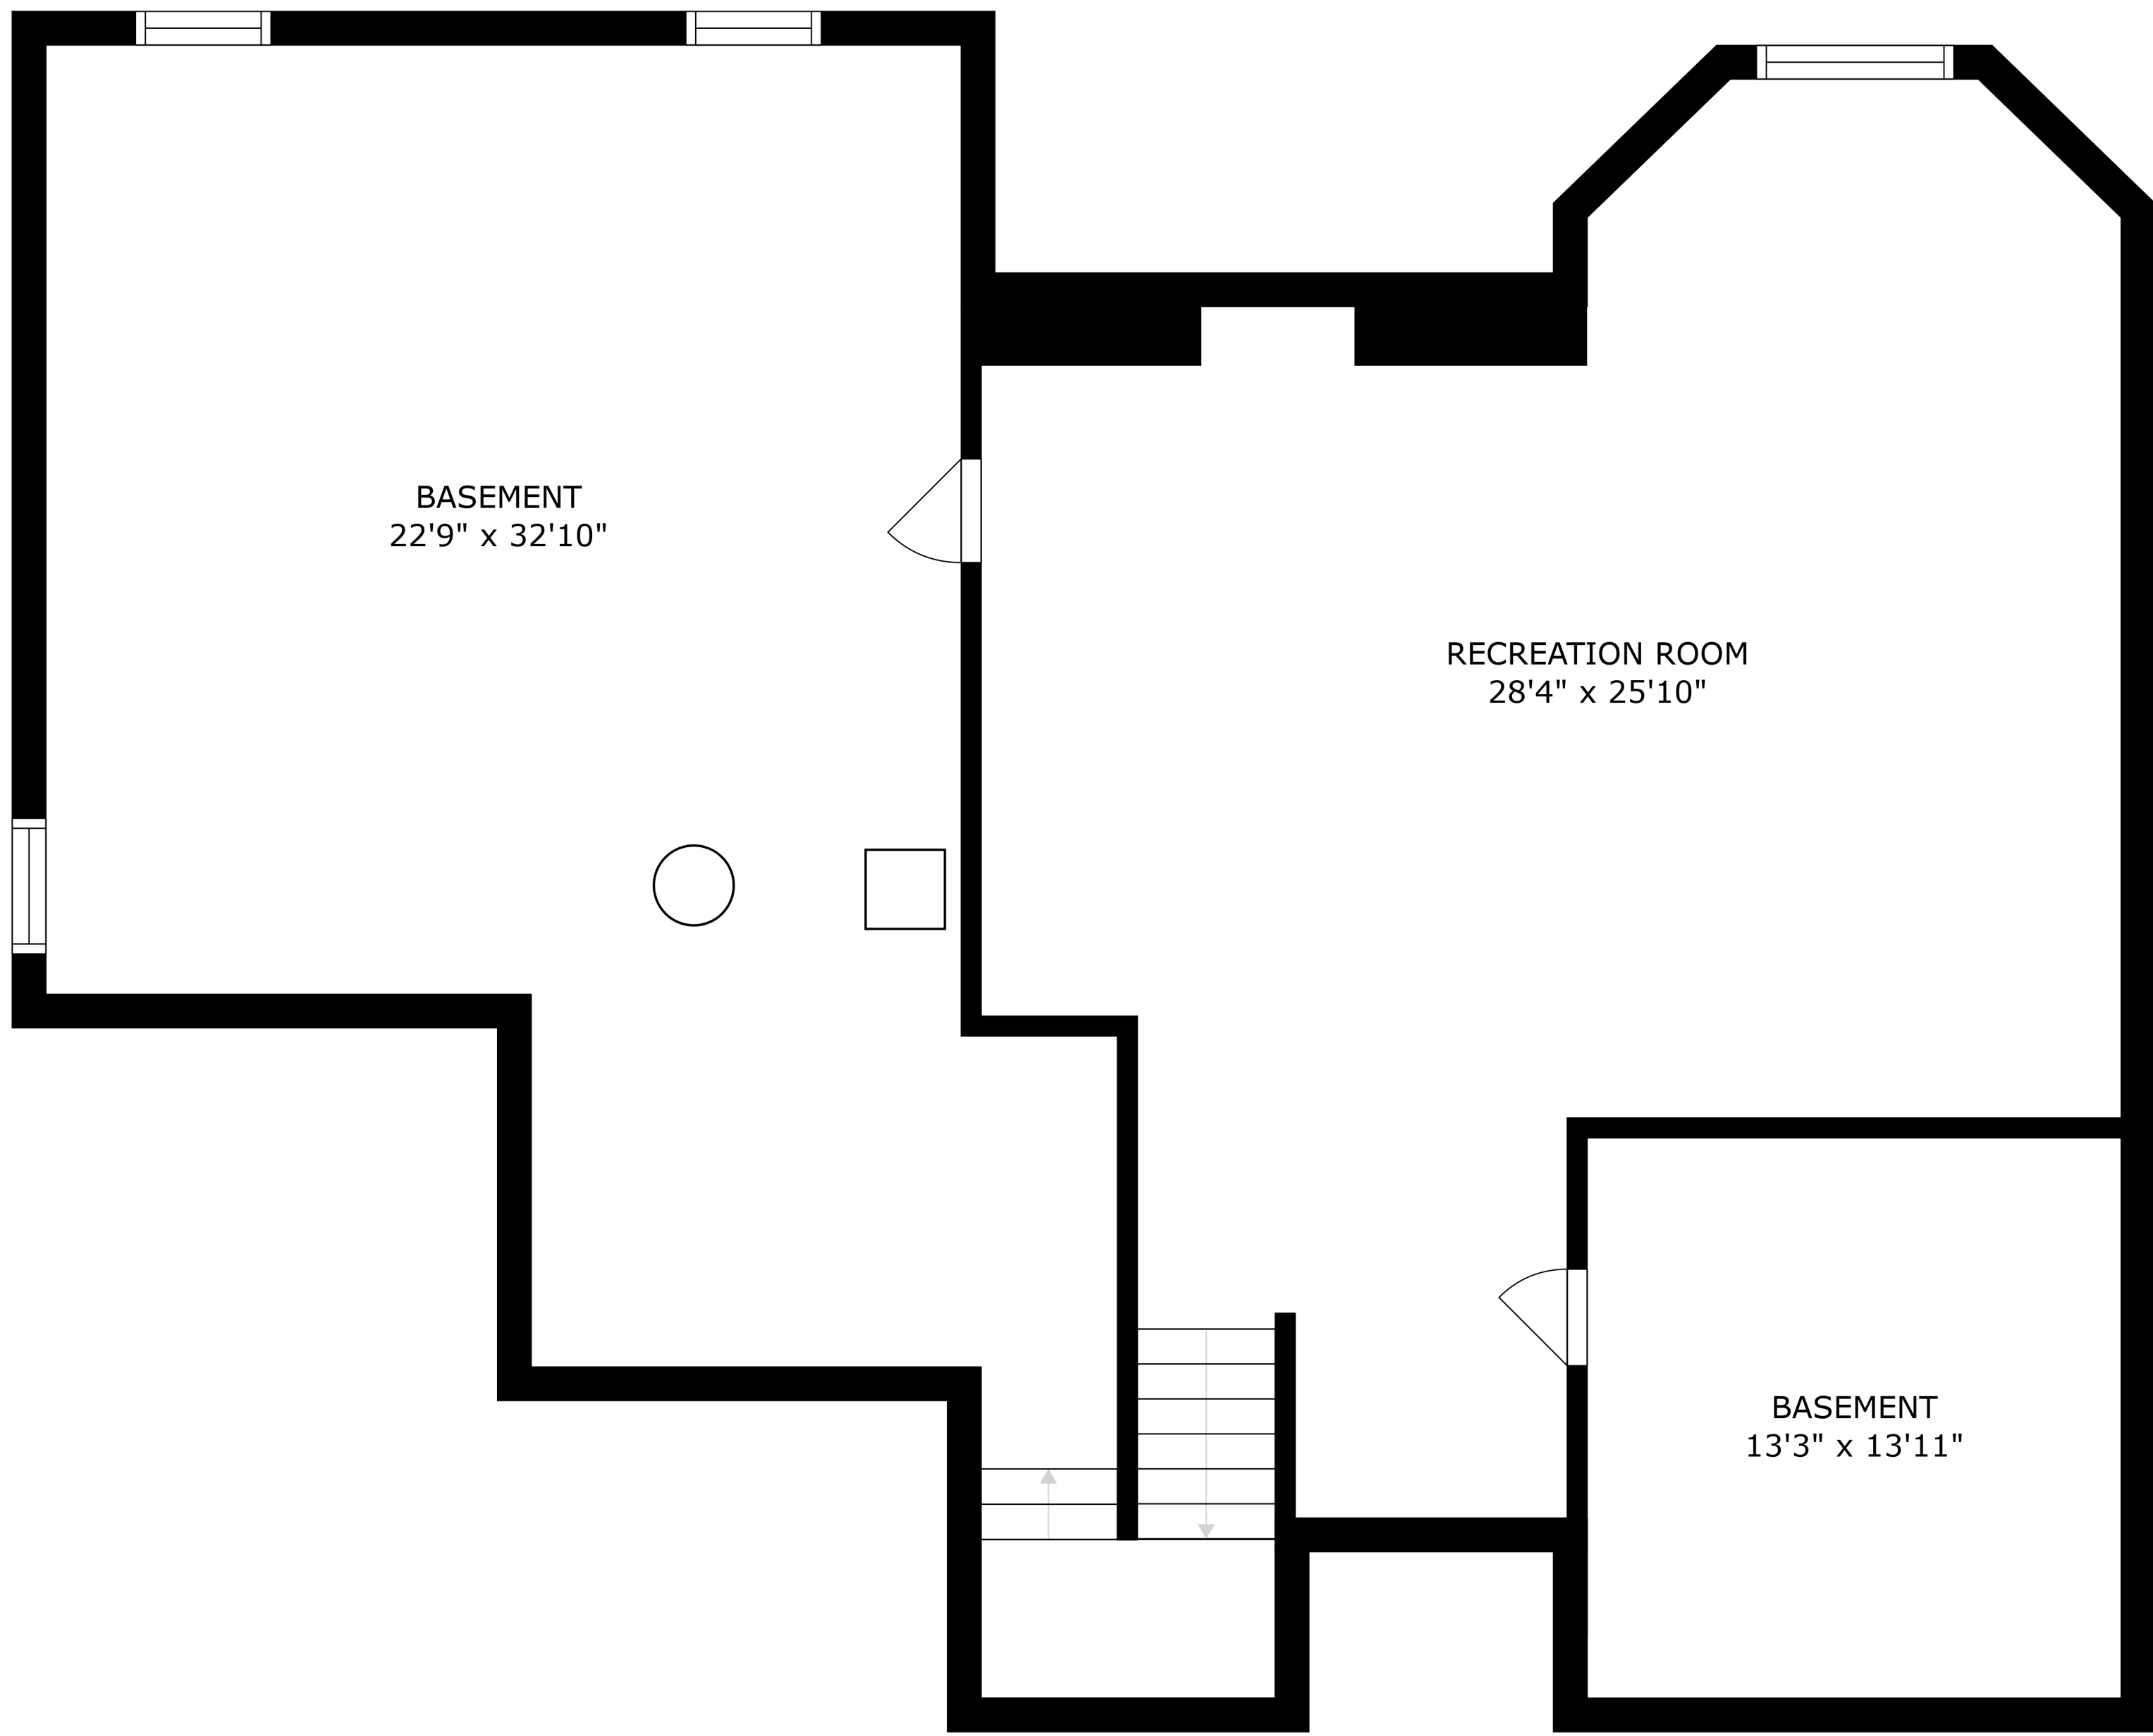 BASEMENT
22'9" x 32'10"
RECREATION ROOM
28'4" x 25'10"
BASEMENT
13'3" x 13'11"